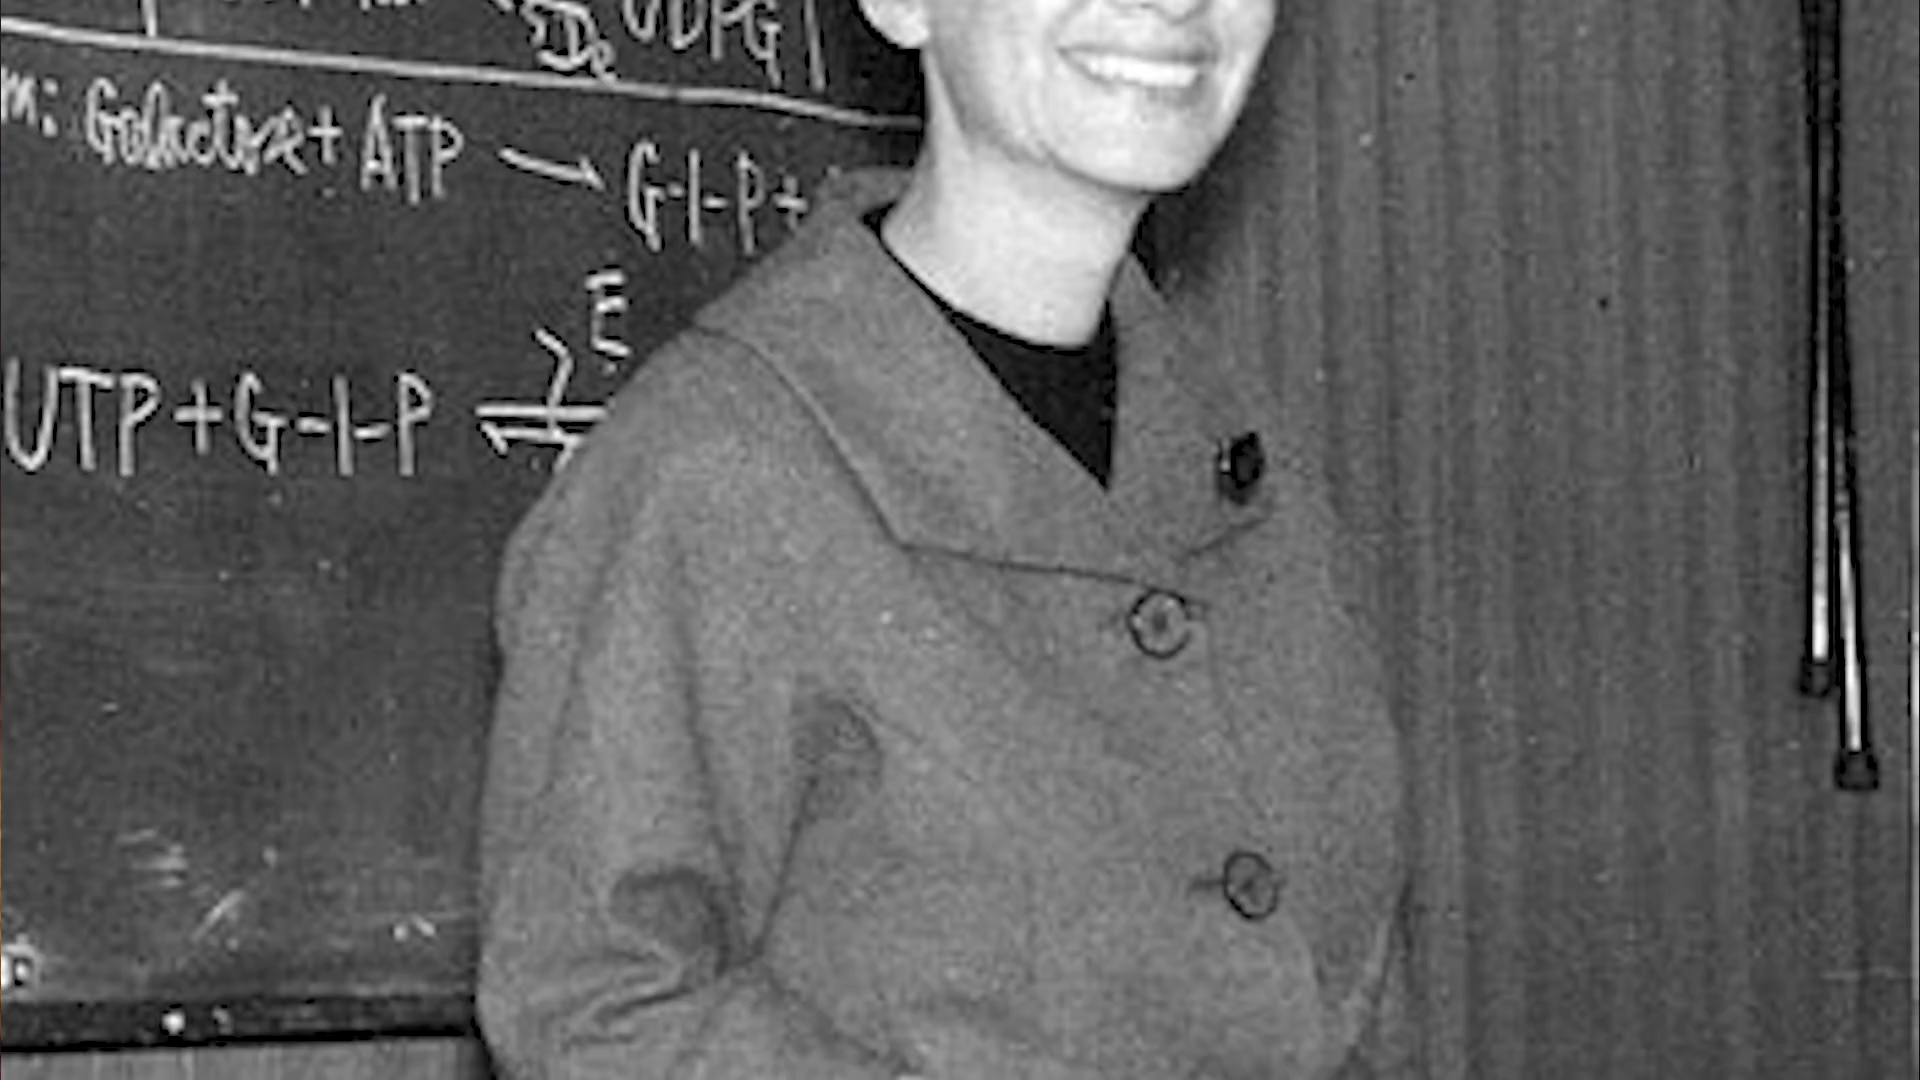 UDPG
m: Galactose + ATP → G-1-P +
E
UTP + G-1-P ⇌